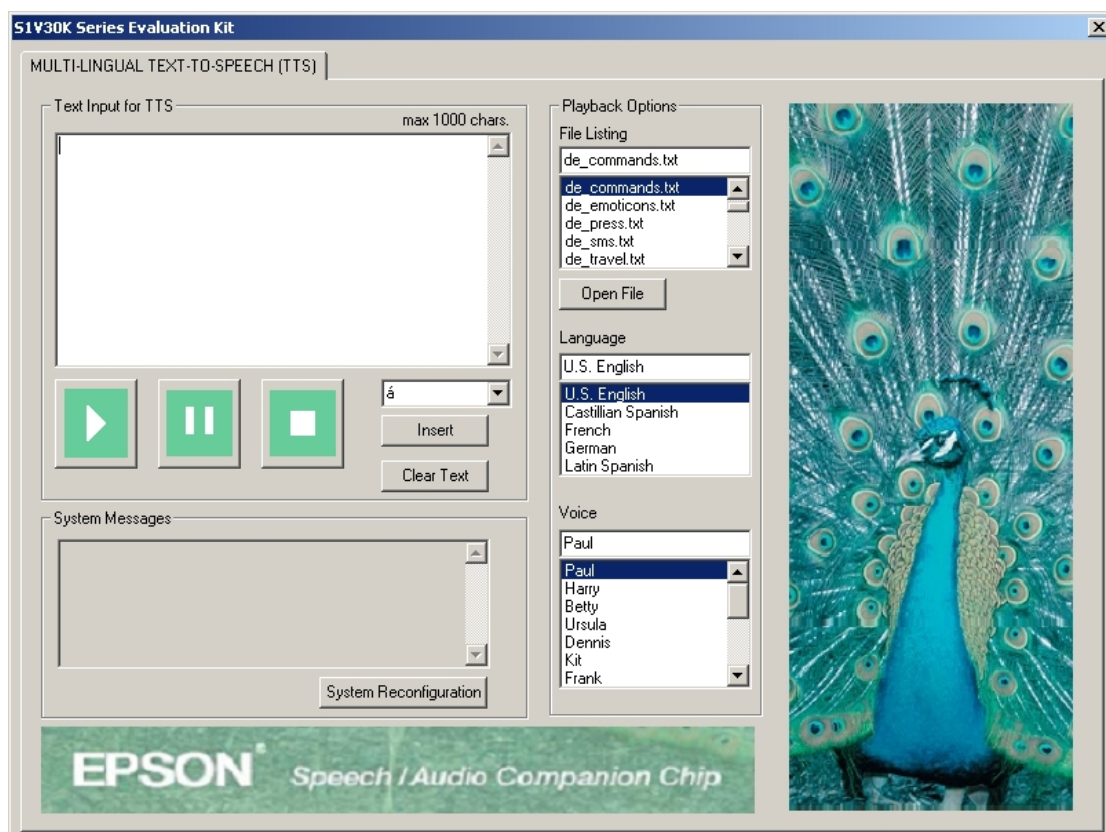 S1V30K Series Evaluation Kit
MULTI-LINGUAL TEXT-TO-SPEECH (TTS)
Text Input for TTS
max 1000 chars.
á
Insert
Clear Text
System Messages
System Reconfiguration
Playback Options
File Listing
de_commands.txt
de_commands.txt
de_emoticons.txt
de_press.txt
de_sms.txt
de_travel.txt
Open File
Language
U.S. English
U.S. English
Castillian Spanish
French
German
Latin Spanish
Voice
Paul
Paul
Harry
Betty
Ursula
Dennis
Kit
Frank
EPSON Speech / Audio Companion Chip